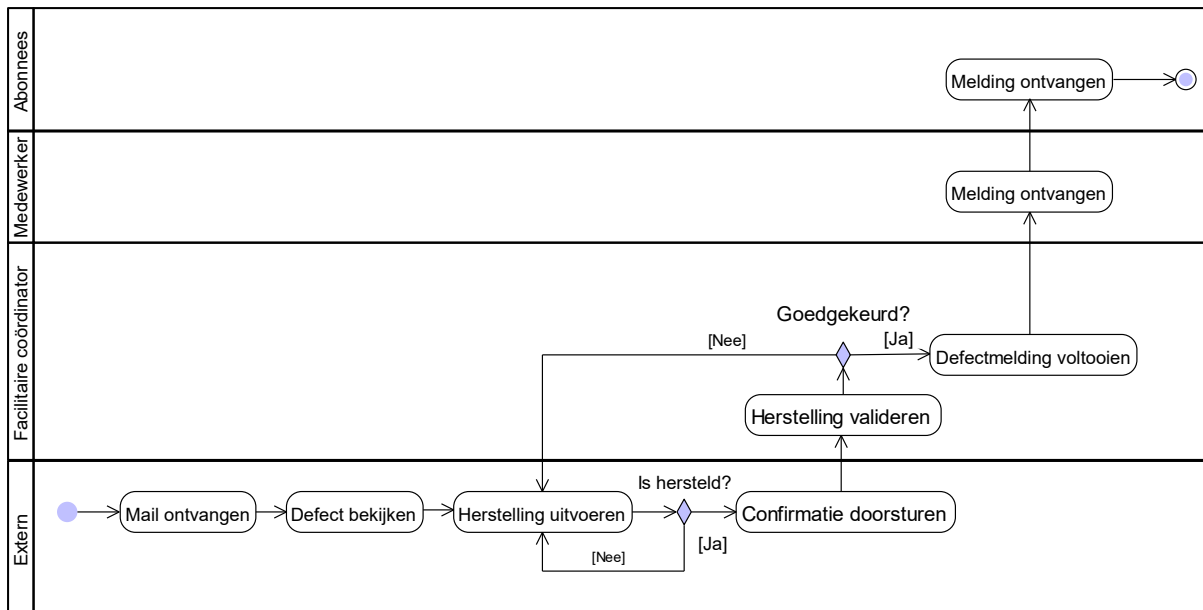 Abonnees
Melding ontvangen
Medewerker
Melding ontvangen
Facilitaire coördinator
Goedgekeurd?
[Nee]
[Ja]
Defectmelding voltooien
Herstelling valideren
Extern
Is hersteld?
Mail ontvangen
Defect bekijken
Herstelling uitvoeren
Confirmatie doorsturen
[Ja]
[Nee]